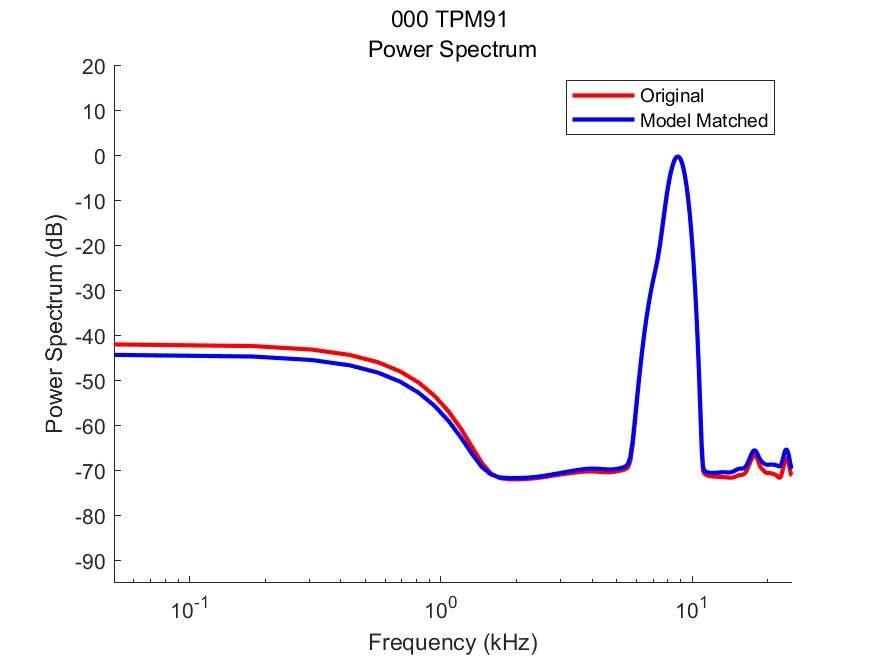 000 TPM91
Power Spectrum
20
10
0
-10
-20
-30
-40
-50
-60
-70
-80
-90
Power Spectrum (dB)
Original
Model Matched
10^-1
10^0
10^1
Frequency (kHz)